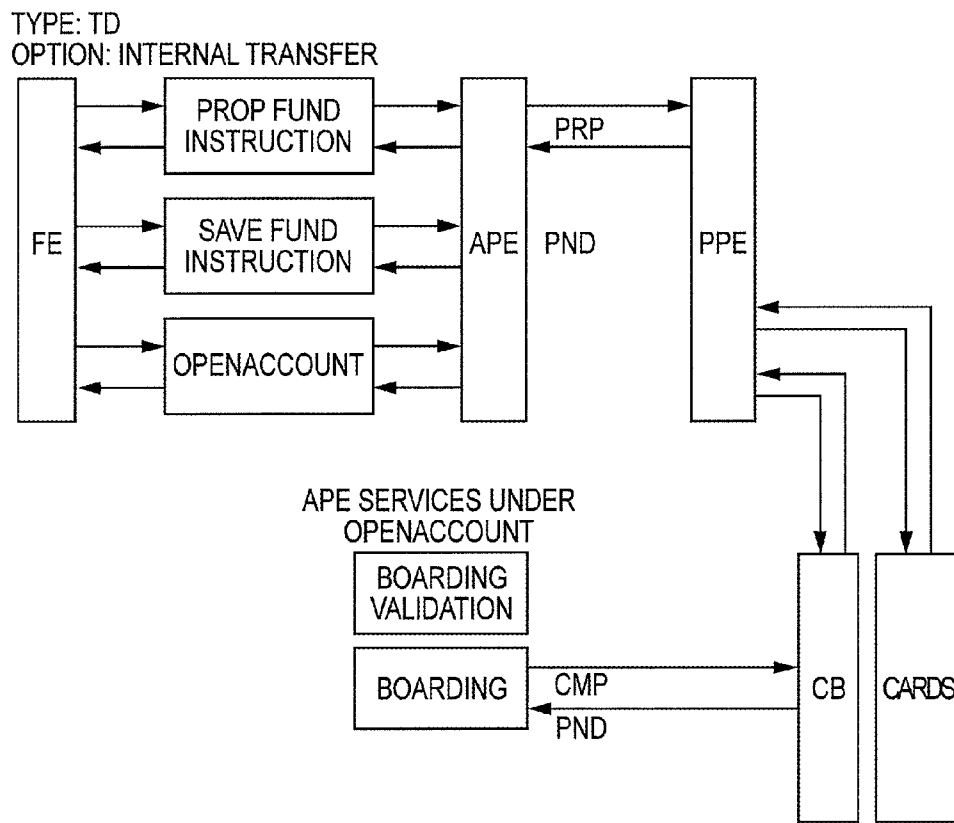 TYPE: TD
OPTION: INTERNAL TRANSFER
PROP FUND
INSTRUCTION
PRP
FE
SAVE FUND
INSTRUCTION
APE
PND
PPE
OPENACCOUNT
APE SERVICES UNDER
OPENACCOUNT
BOARDING
VALIDATION
BOARDING
CMP
PND
CB
CARDS